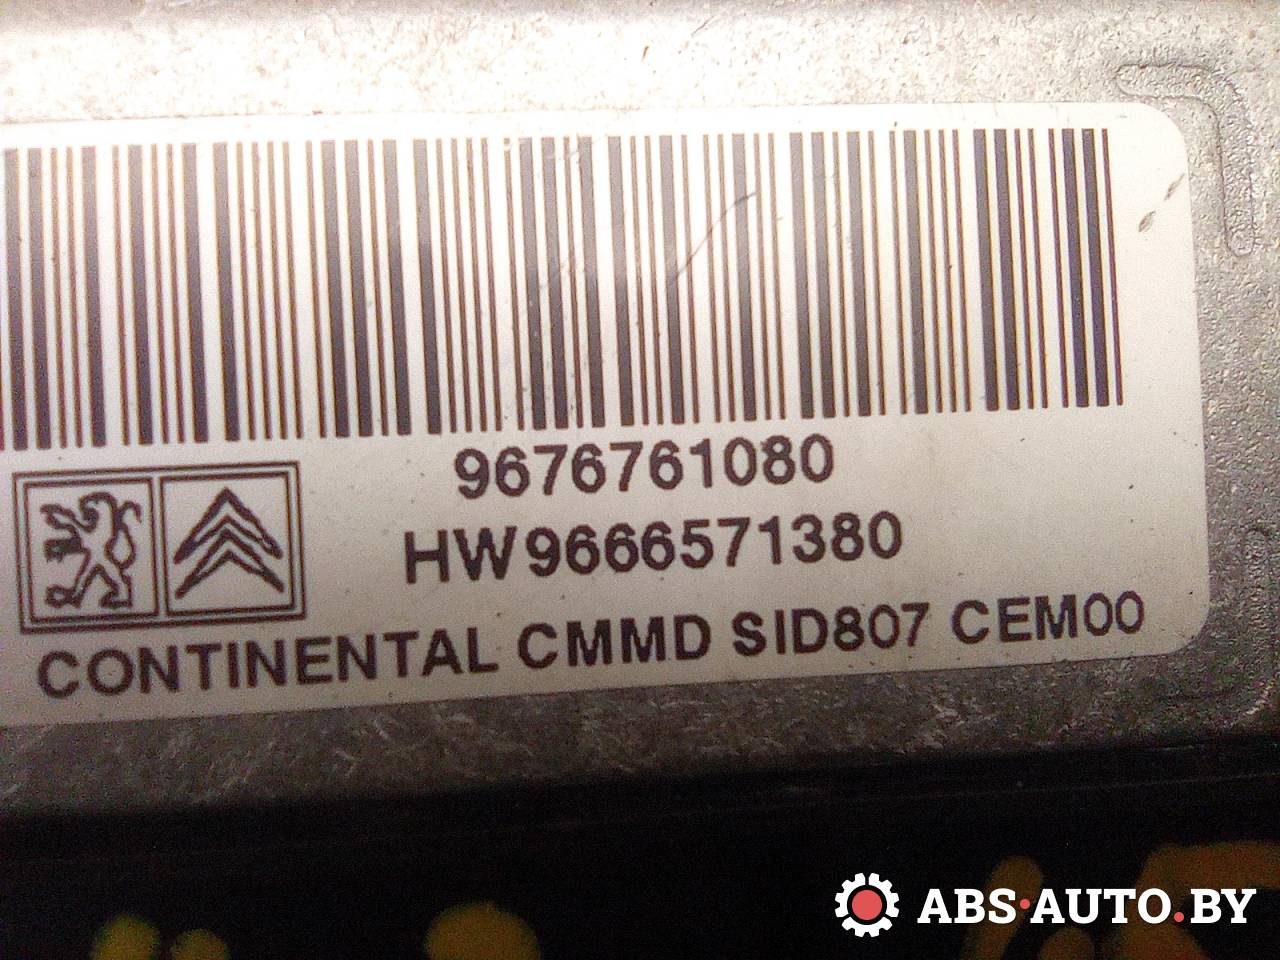 9676761080
HW9666571380
CONTINENTAL CMMD SID807 CEM00
ABS·AUTO.BY